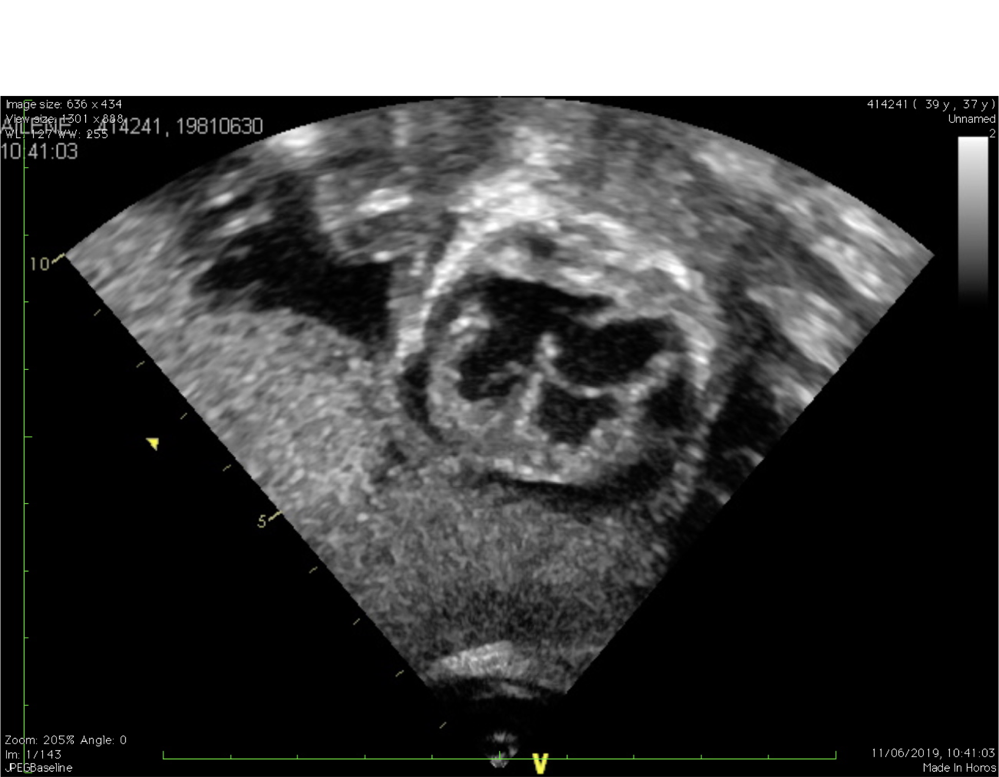 Image size: 636 x 434
View size: 1301 x 888
WL: 127 WW: 255
AILENE , 414241, 19810630
10:41:03
414241 ( 39 y , 37 y )
Unnamed
2
10
5
V
Zoom: 205% Angle: 0
Im: 1/143
JPEGBaseline
11/06/2019, 10:41:03
Made In Horos